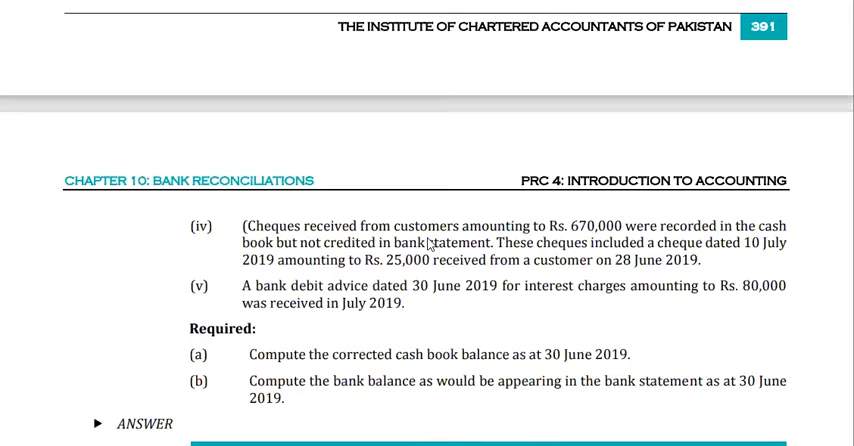 THE INSTITUTE OF CHARTERED ACCOUNTANTS OF PAKISTAN 391
CHAPTER 10: BANK RECONCILIATIONS PRC 4: INTRODUCTION TO ACCOUNTING
(iv) (Cheques received from customers amounting to Rs. 670,000 were recorded in the cash
book but not credited in bank statement. These cheques included a cheque dated 10 July
2019 amounting to Rs. 25,000 received from a customer on 28 June 2019.
(v) A bank debit advice dated 30 June 2019 for interest charges amounting to Rs. 80,000
was received in July 2019.
Required:
(a) Compute the corrected cash book balance as at 30 June 2019.
(b) Compute the bank balance as would be appearing in the bank statement as at 30 June
2019.
► ANSWER